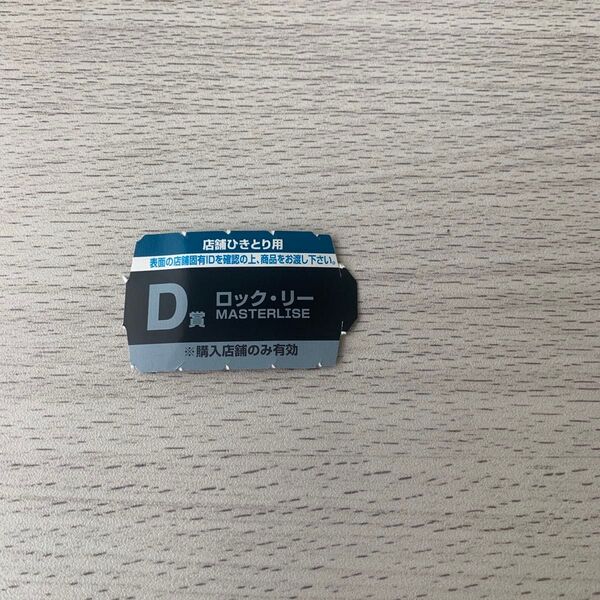 店舗ひきとり用
表面の店舗固有IDを確認の上、商品をお渡し下さい。
D賞 ロック・リー
MASTERLISE
※購入店舗のみ有効